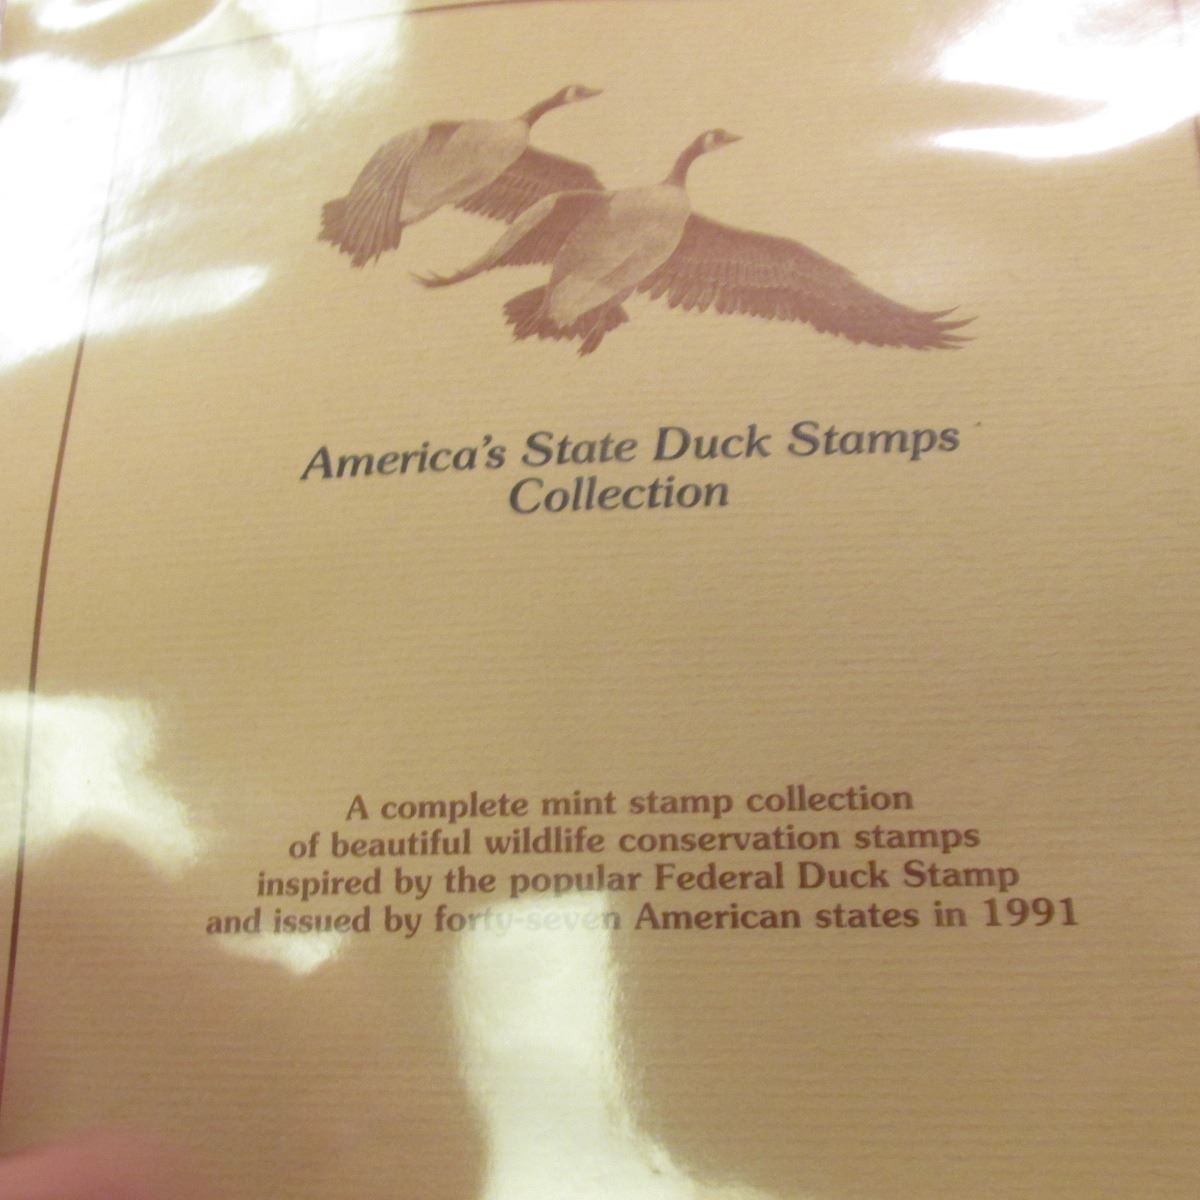 America's State Duck Stamps
Collection
A complete mint stamp collection
of beautiful wildlife conservation stamps
inspired by the popular Federal Duck Stamp
and issued by forty-seven American states in 1991